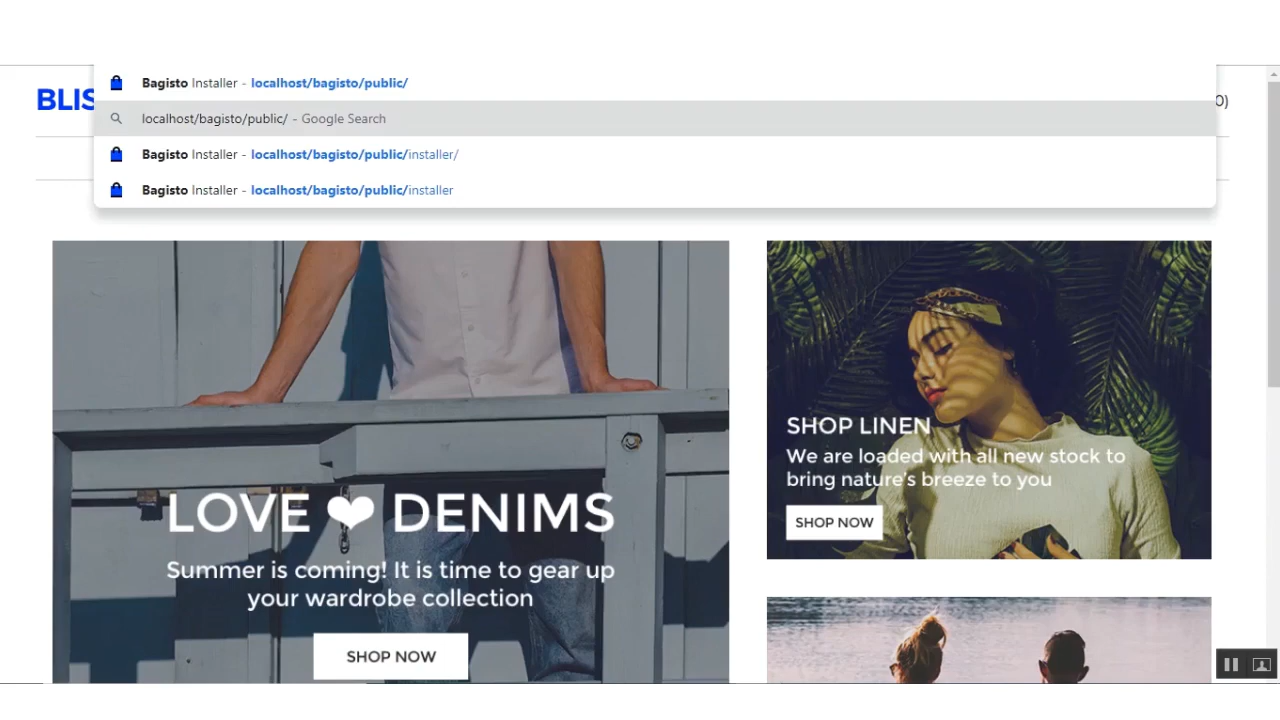 Bagisto Installer - localhost/bagisto/public/
BLIS
localhost/bagisto/public/ - Google Search
0)
Bagisto Installer - localhost/bagisto/public/installer/
Bagisto Installer - localhost/bagisto/public/installer
SHOP LINEN
We are loaded with all new stock to
bring nature's breeze to you
SHOP NOW
LOVE ❤ DENIMS
Summer is coming! It is time to gear up
your wardrobe collection
SHOP NOW